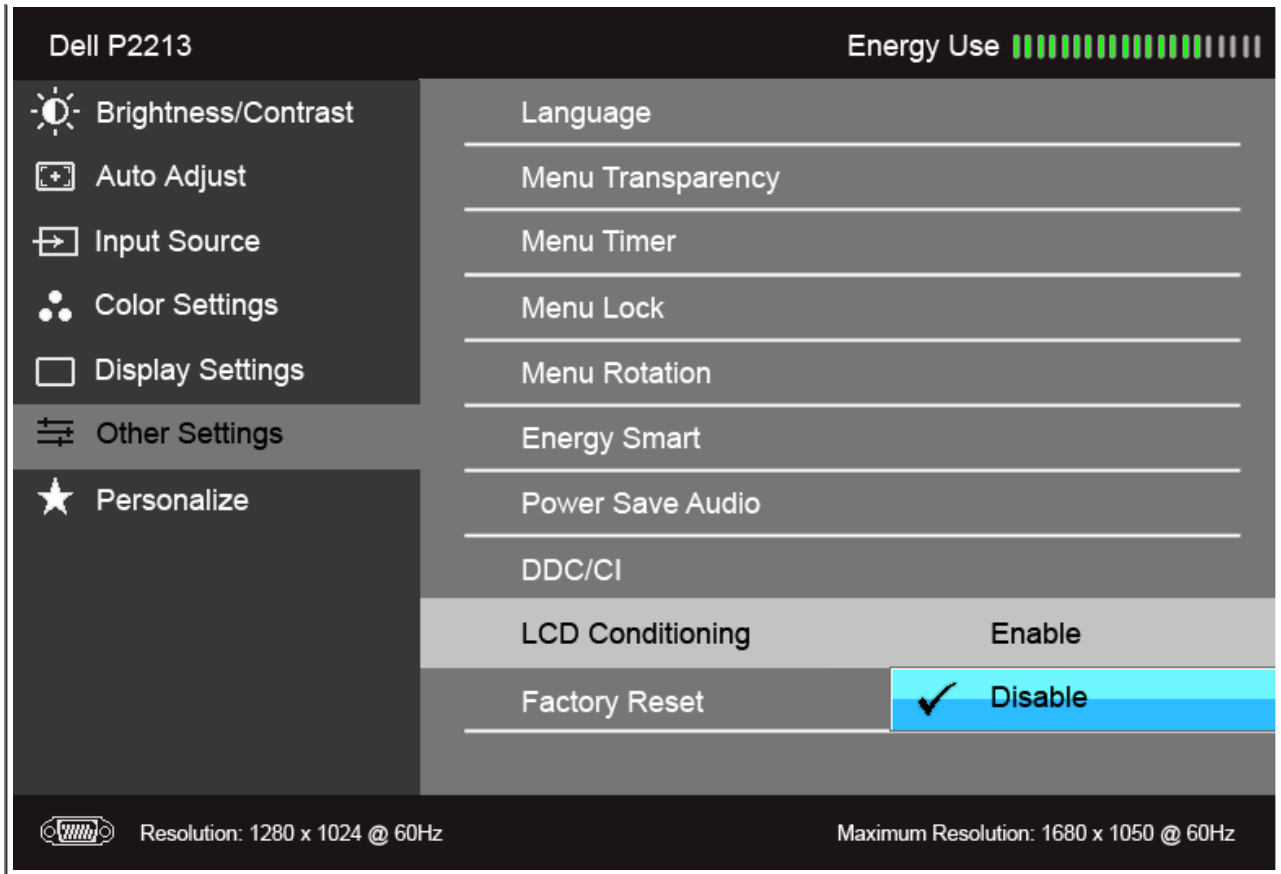 Dell P2213
Energy Use
Brightness/Contrast
Auto Adjust
Input Source
Color Settings
Display Settings
Other Settings
Personalize
Language
Menu Transparency
Menu Timer
Menu Lock
Menu Rotation
Energy Smart
Power Save Audio
DDC/CI
LCD Conditioning
Enable
Factory Reset
Disable
Resolution: 1280 x 1024 @ 60Hz
Maximum Resolution: 1680 x 1050 @ 60Hz